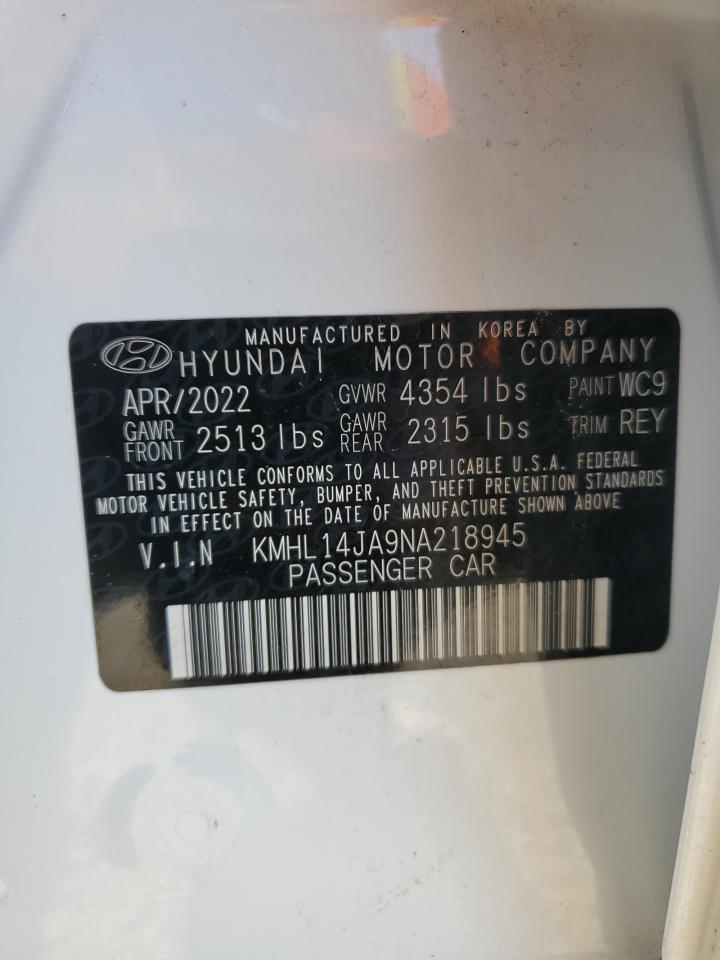 MANUFACTURED IN KOREA BY
HYUNDAI MOTOR COMPANY
APR/2022 GVWR 4354 lbs PAINT WC9
GAWR FRONT 2513 lbs GAWR REAR 2315 lbs TRIM REY
THIS VEHICLE CONFORMS TO ALL APPLICABLE U.S.A. FEDERAL
MOTOR VEHICLE SAFETY, BUMPER, AND THEFT PREVENTION STANDARDS
IN EFFECT ON THE DATE OF MANUFACTURE SHOWN ABOVE
V.I.N KMHL14JA9NA218945
PASSENGER CAR